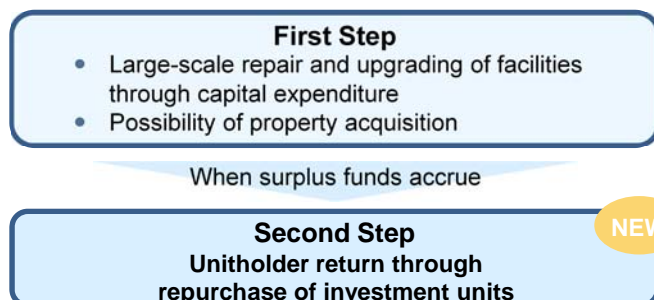 First Step
• Large-scale repair and upgrading of facilities
through capital expenditure
• Possibility of property acquisition
When surplus funds accrue
NEW
Second Step
Unitholder return through
repurchase of investment units